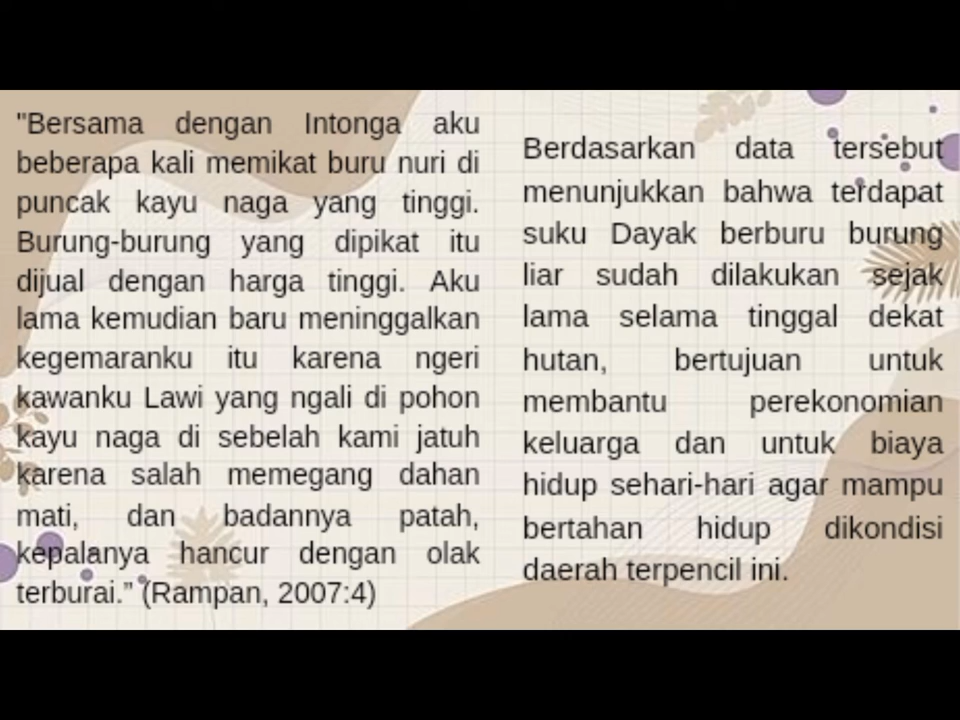 "Bersama dengan Intonga aku
beberapa kali memikat buru nuri di
puncak kayu naga yang tinggi.
Burung-burung yang dipikat itu
dijual dengan harga tinggi. Aku
lama kemudian baru meninggalkan
kegemaranku itu karena ngeri
kawanku Lawi yang ngali di pohon
kayu naga di sebelah kami jatuh
karena salah memegang dahan
mati, dan badannya patah,
kepalanya hancur dengan olak
terburai.” (Rampan, 2007:4)
Berdasarkan data tersebut
menunjukkan bahwa terdapat
suku Dayak berburu burung
liar sudah dilakukan sejak
lama selama tinggal dekat
hutan, bertujuan untuk
membantu perekonomian
keluarga dan untuk biaya
hidup sehari-hari agar mampu
bertahan hidup dikondisi
daerah terpencil ini.